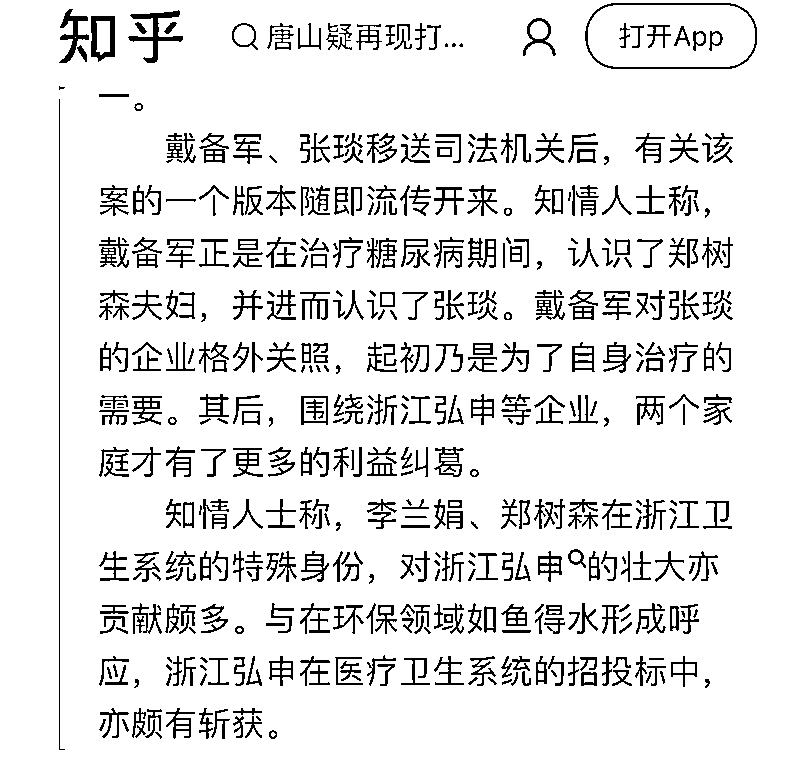 知乎 唐山疑再现打... 打开App
一。
戴备军、张琰移送司法机关后，有关该
案的一个版本随即流传开来。知情人士称，
戴备军正是在治疗糖尿病期间，认识了郑树
森夫妇，并进而认识了张琰。戴备军对张琰
的企业格外关照，起初乃是为了自身治疗的
需要。其后，围绕浙江弘申等企业，两个家
庭才有了更多的利益纠葛。
知情人士称，李兰娟、郑树森在浙江卫
生系统的特殊身份，对浙江弘申的壮大亦
贡献颇多。与在环保领域如鱼得水形成呼
应，浙江弘申在医疗卫生系统的招投标中，
亦颇有斩获。